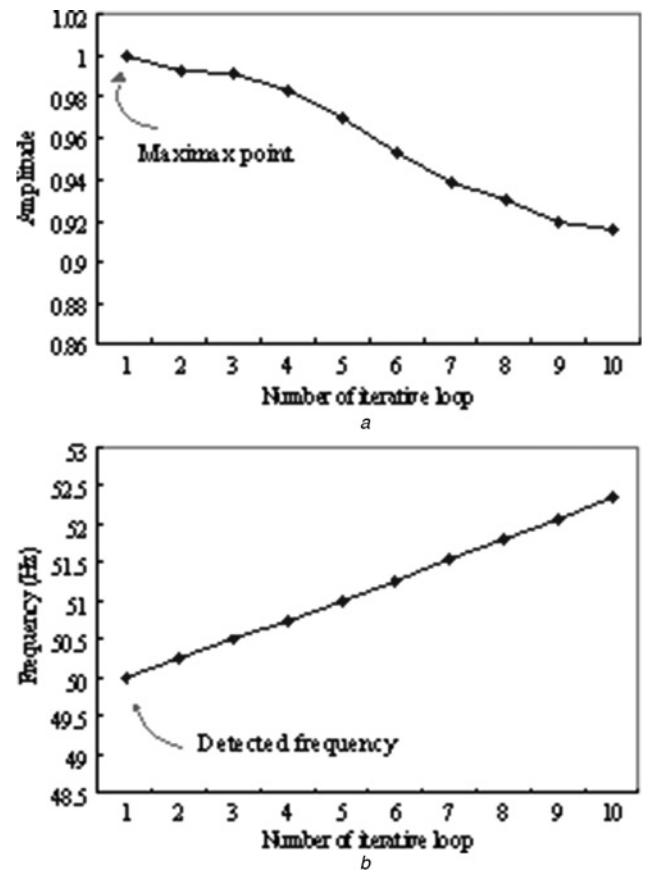 1.02
1
0.98
0.96
0.94
0.92
0.9
0.88
0.86
Amplitude
Maximax point
1 2 3 4 5 6 7 8 9 10
Number of iterative loop
a
53
52.5
52
51.5
51
50.5
50
49.5
49
48.5
Frequency (Hz)
Detected frequency
1 2 3 4 5 6 7 8 9 10
Number of iterative loop
b